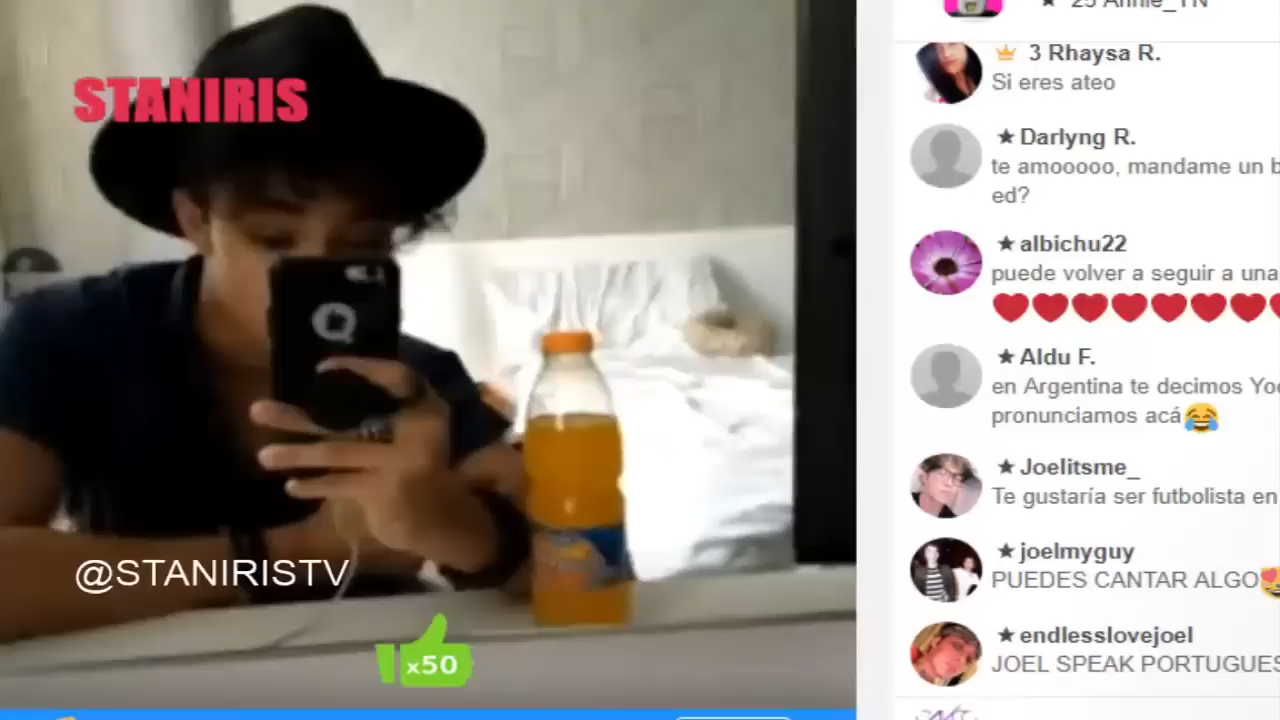 STANIRIS
@STANIRISTV
x50
3 Rhaysa R.
Si eres ateo
Darlyng R.
te amooooo, mandame un b
ed?
albichu22
puede volver a seguir a una
Aldu F.
en Argentina te decimos
pronunciamos acá
Joelitsme_
Te gustaría ser futbolista en
joelmyguy
PUEDES CANTAR ALGO
endlesslovejoel
JOEL SPEAK PORTUGUES